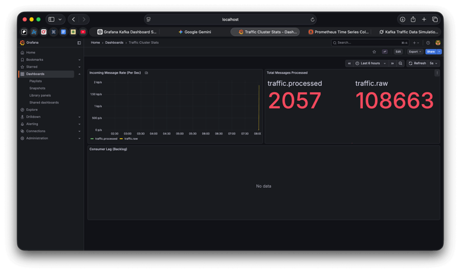 localhost
Grafana Kafka Dashboard S...
Google Gemini
Traffic Cluster Stats - Dash...
Prometheus Time Series Col...
Kafka Traffic Data Simulatio...
Grafana
Home > Dashboards > Traffic Cluster Stats
Search...
Home
Bookmarks
Starred
Dashboards
Playlists
Snapshots
Library panels
Shared dashboards
Explore
Drilldown
Alerting
Connections
Administration
Edit
Export
Share
Last 6 hours
Refresh
5s
Incoming Message Rate (Per Sec)
traffic.processed
traffic.raw
Total Messages Processed
traffic.processed
2057
traffic.raw
108663
Consumer Lag (Backlog)
No data